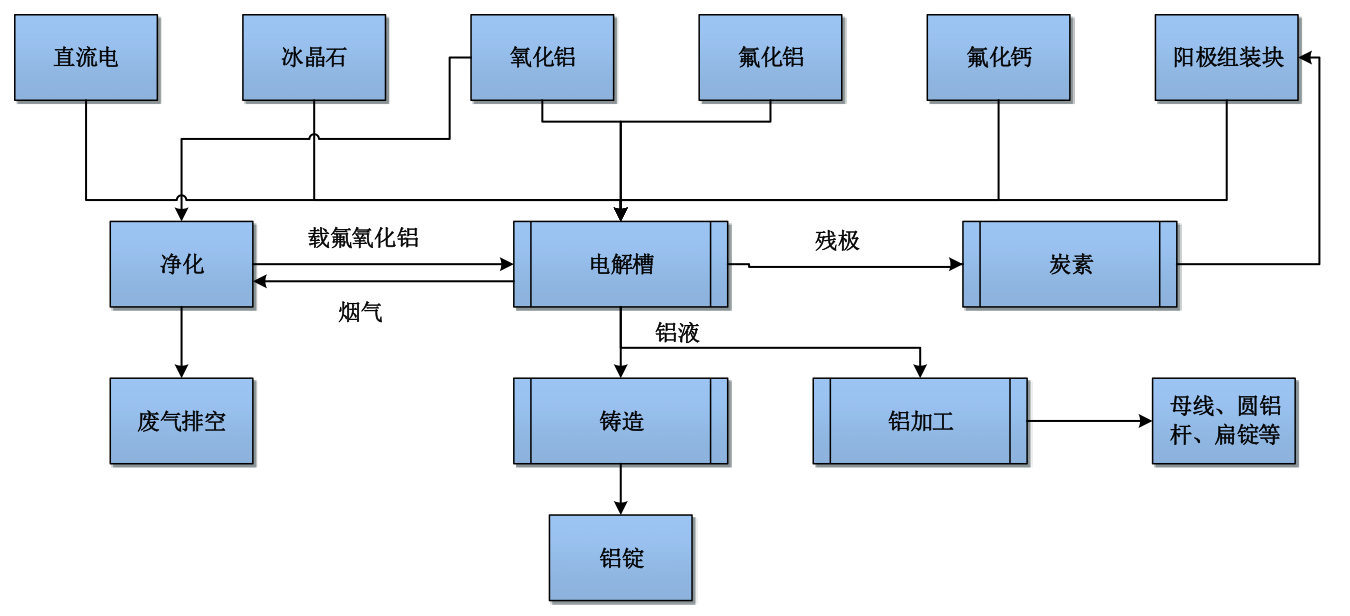 直流电
冰晶石
氧化铝
氟化铝
氟化钙
阳极组装块
载氟氧化铝
残极
净化
电解槽
炭素
烟气
铝液
废气排空
铸造
铝加工
母线、圆铝
杆、扁锭等
铝锭